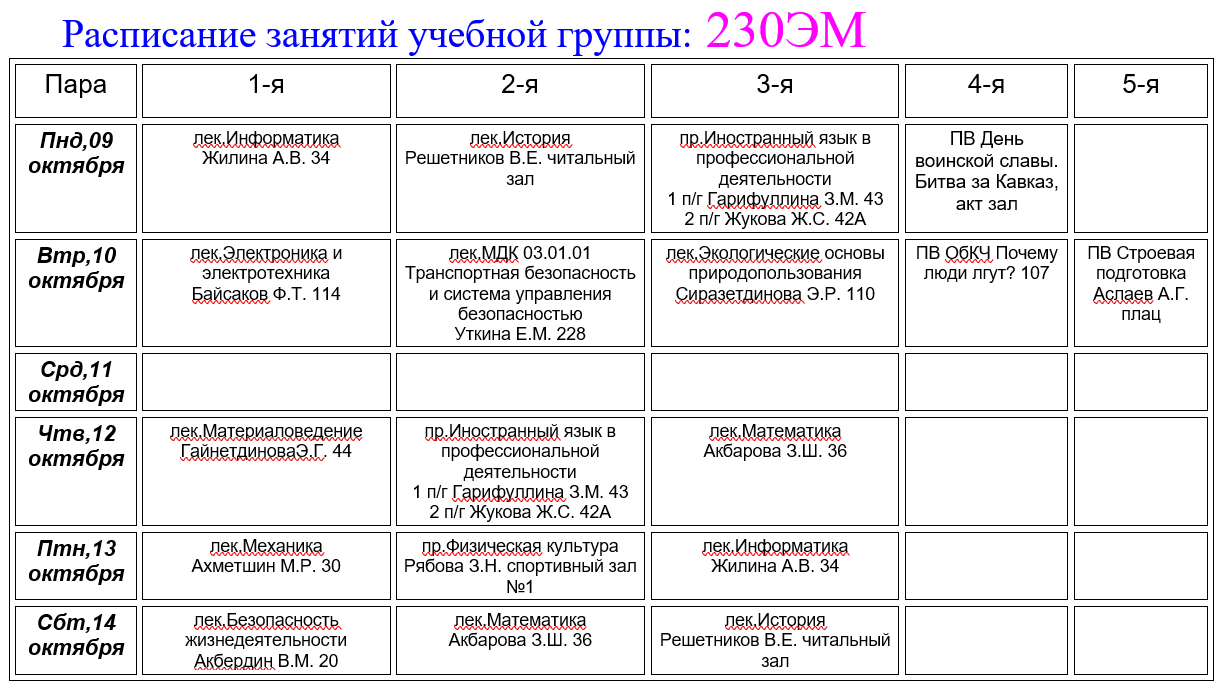 Расписание занятий учебной группы: 230ЭМ
Пара
1-я
2-я
3-я
4-я
5-я
Пнд,09
октября
лек.Информатика
Жилина А.В. 34
лек.История
Решетников В.Е. читальный
зал
пр.Иностранный язык в
профессиональной
деятельности
1 п/г Гарифуллина З.М. 43
2 п/г Жукова Ж.С. 42А
ПВ День
воинской славы.
Битва за Кавказ,
акт зал
Втр,10
октября
лек.Электроника и
электротехника
Байсаков Ф.Т. 114
лек.МДК 03.01.01
Транспортная безопасность
и система управления
безопасностью
Уткина Е.М. 228
лек.Экологические основы
природопользования
Сиразетдинова Э.Р. 110
ПВ ОбКЧ Почему
люди лгут? 107
ПВ Строевая
подготовка
Аслаев А.Г.
плац
Срд,11
октября
Чтв,12
октября
лек.Материаловедение
ГайнетдиноваЭ.Г. 44
пр.Иностранный язык в
профессиональной
деятельности
1 п/г Гарифуллина З.М. 43
2 п/г Жукова Ж.С. 42А
лек.Математика
Акбарова З.Ш. 36
Птн,13
октября
лек.Механика
Ахметшин М.Р. 30
пр.Физическая культура
Рябова З.Н. спортивный зал
№1
лек.Информатика
Жилина А.В. 34
Сбт,14
октября
лек.Безопасность
жизнедеятельности
Акбердин В.М. 20
лек.Математика
Акбарова З.Ш. 36
лек.История
Решетников В.Е. читальный
зал